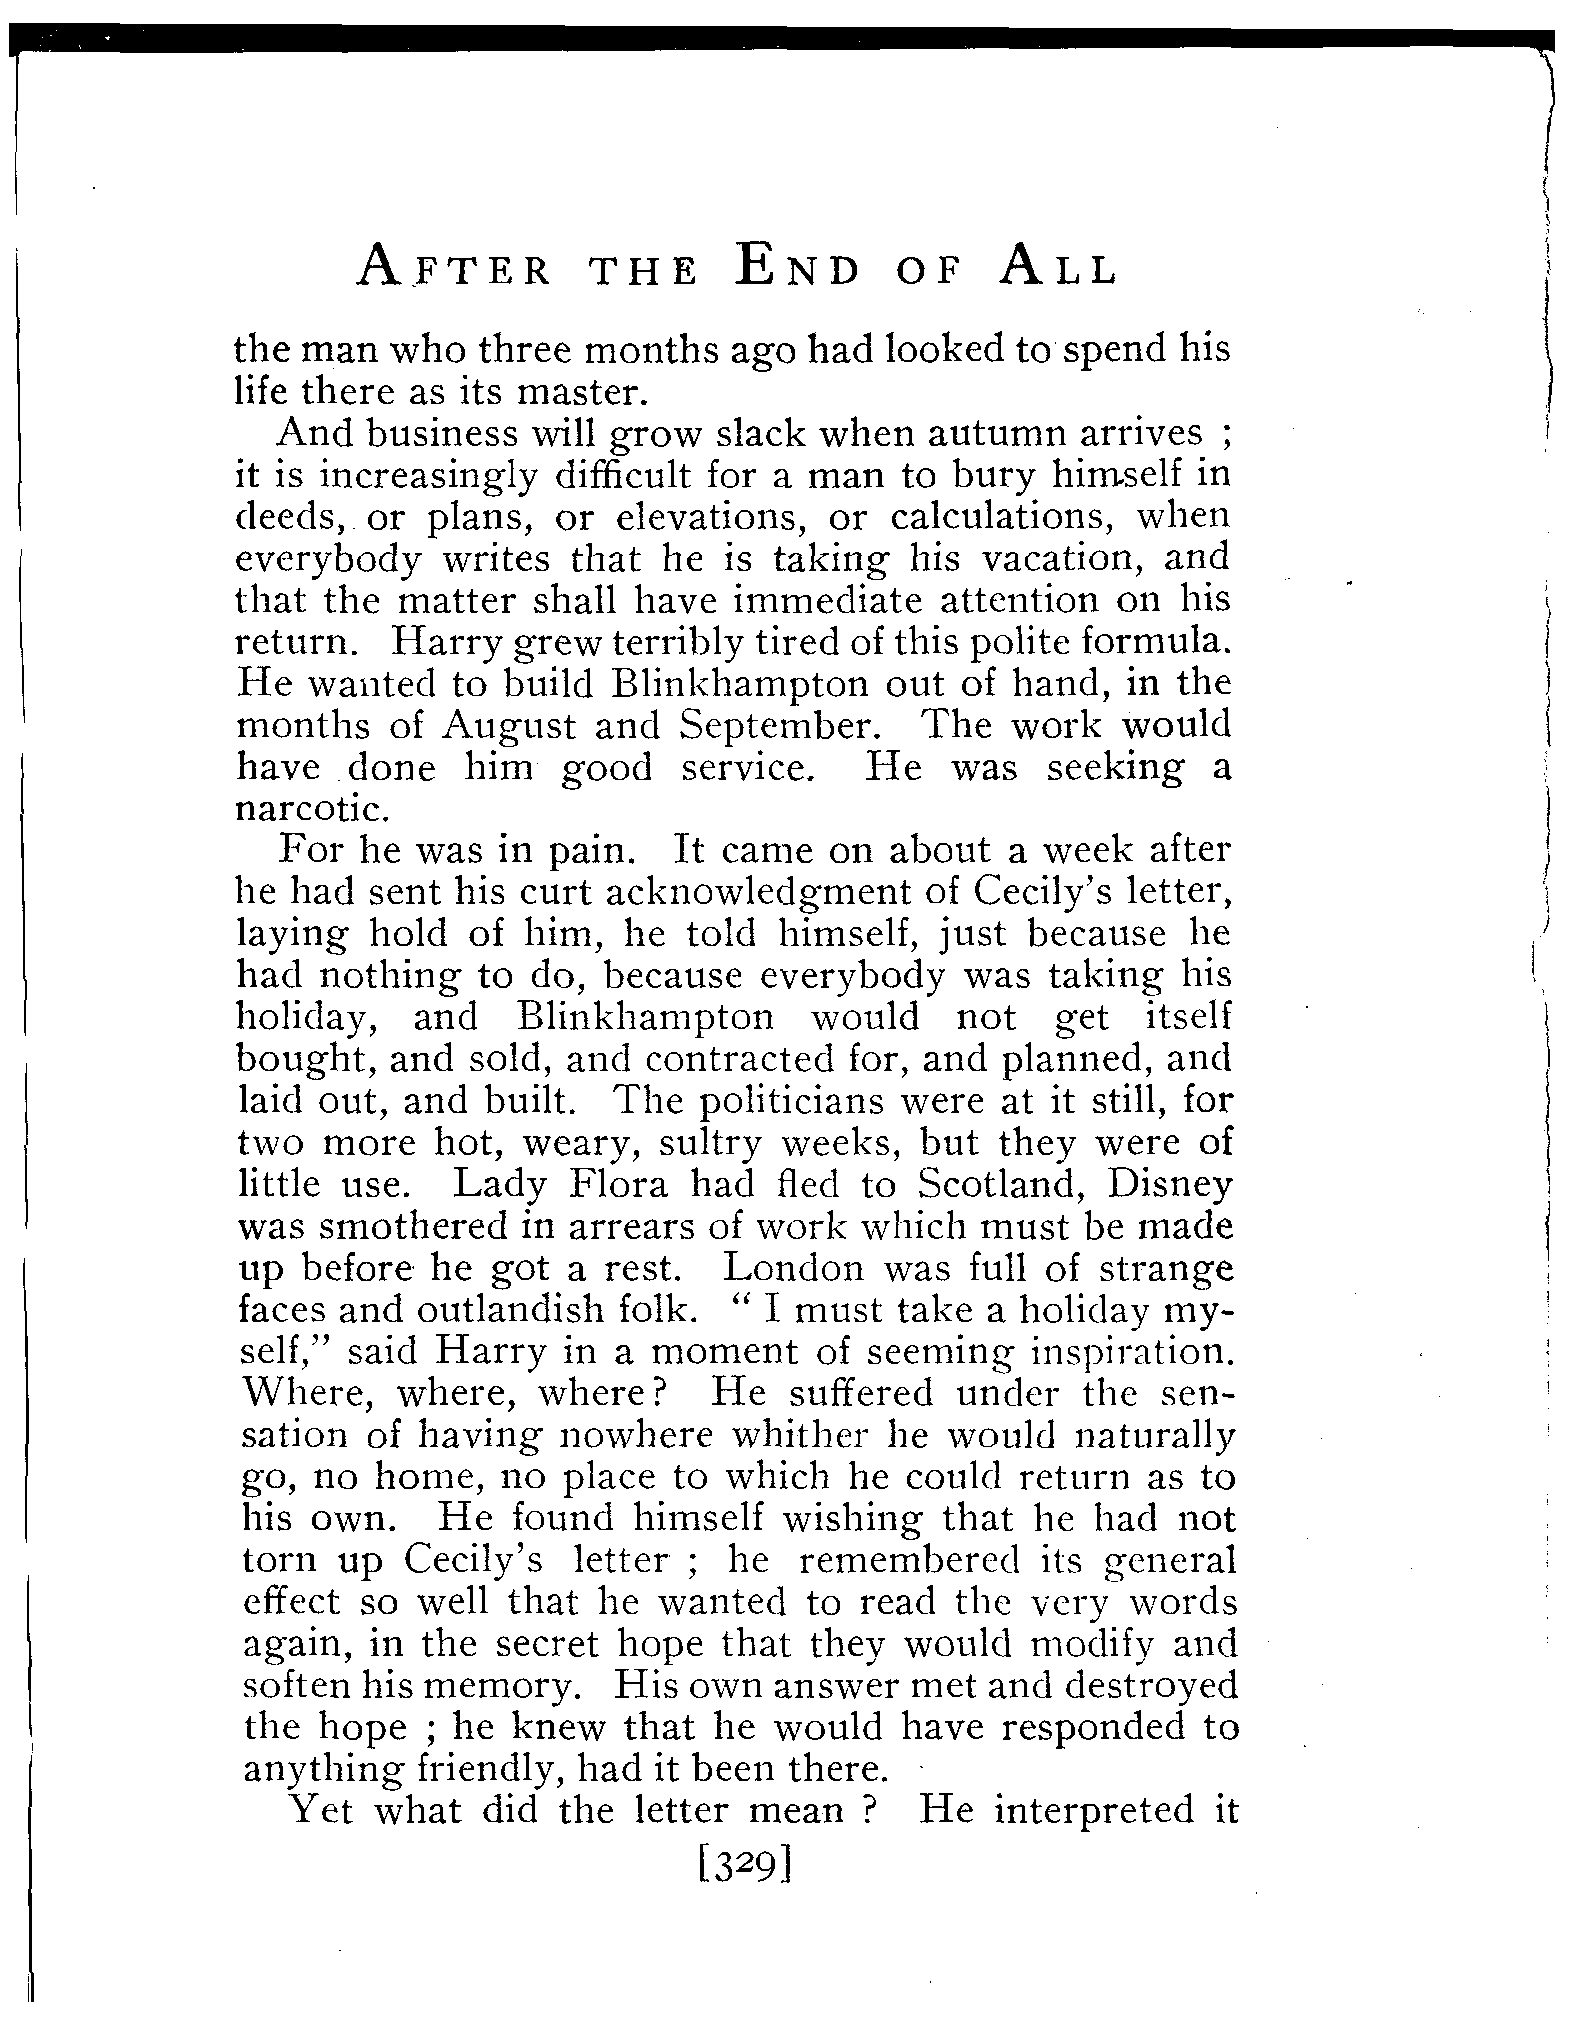 AFTER THE END OF ALL
the man who three months ago had looked to spend his
life there as its master.
And business will grow slack when autumn arrives ;
it is increasingly difficult for a man to bury himself in
deeds, or plans, or elevations, or calculations, when
everybody writes that he is taking his vacation, and
that the matter shall have immediate attention on his
return. Harry grew terribly tired of this polite formula.
He wanted to build Blinkhampton out of hand, in the
months of August and September. The work would
have done him good service. He was seeking a
narcotic.
For he was in pain. It came on about a week after
he had sent his curt acknowledgment of Cecily's letter,
laying hold of him, he told himself, just because he
had nothing to do, because everybody was taking his
holiday, and Blinkhampton would not get itself
bought, and sold, and contracted for, and planned, and
laid out, and built. The politicians were at it still, for
two more hot, weary, sultry weeks, but they were of
little use. Lady Flora had fled to Scotland, Disney
was smothered in arrears of work which must be made
up before he got a rest. London was full of strange
faces and outlandish folk. " I must take a holiday my-
self," said Harry in a moment of seeming inspiration.
Where, where, where? He suffered under the sen-
sation of having nowhere whither he would naturally
go, no home, no place to which he could return as to
his own. He found himself wishing that he had not
torn up Cecily's letter ; he remembered its general
effect so well that he wanted to read the very words
again, in the secret hope that they would modify and
soften his memory. His own answer met and destroyed
the hope ; he knew that he would have responded to
anything friendly, had it been there.
Yet what did the letter mean ? He interpreted it
[329]